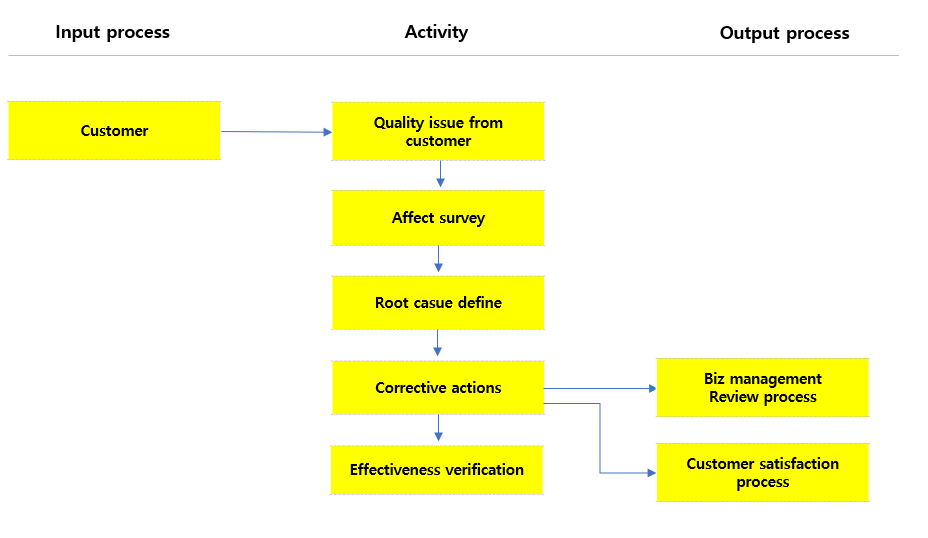 Input process
Activity
Output process
Customer
Quality issue from
customer
Affect survey
Root casue define
Corrective actions
Biz management
Review process
Effectiveness verification
Customer satisfaction
process